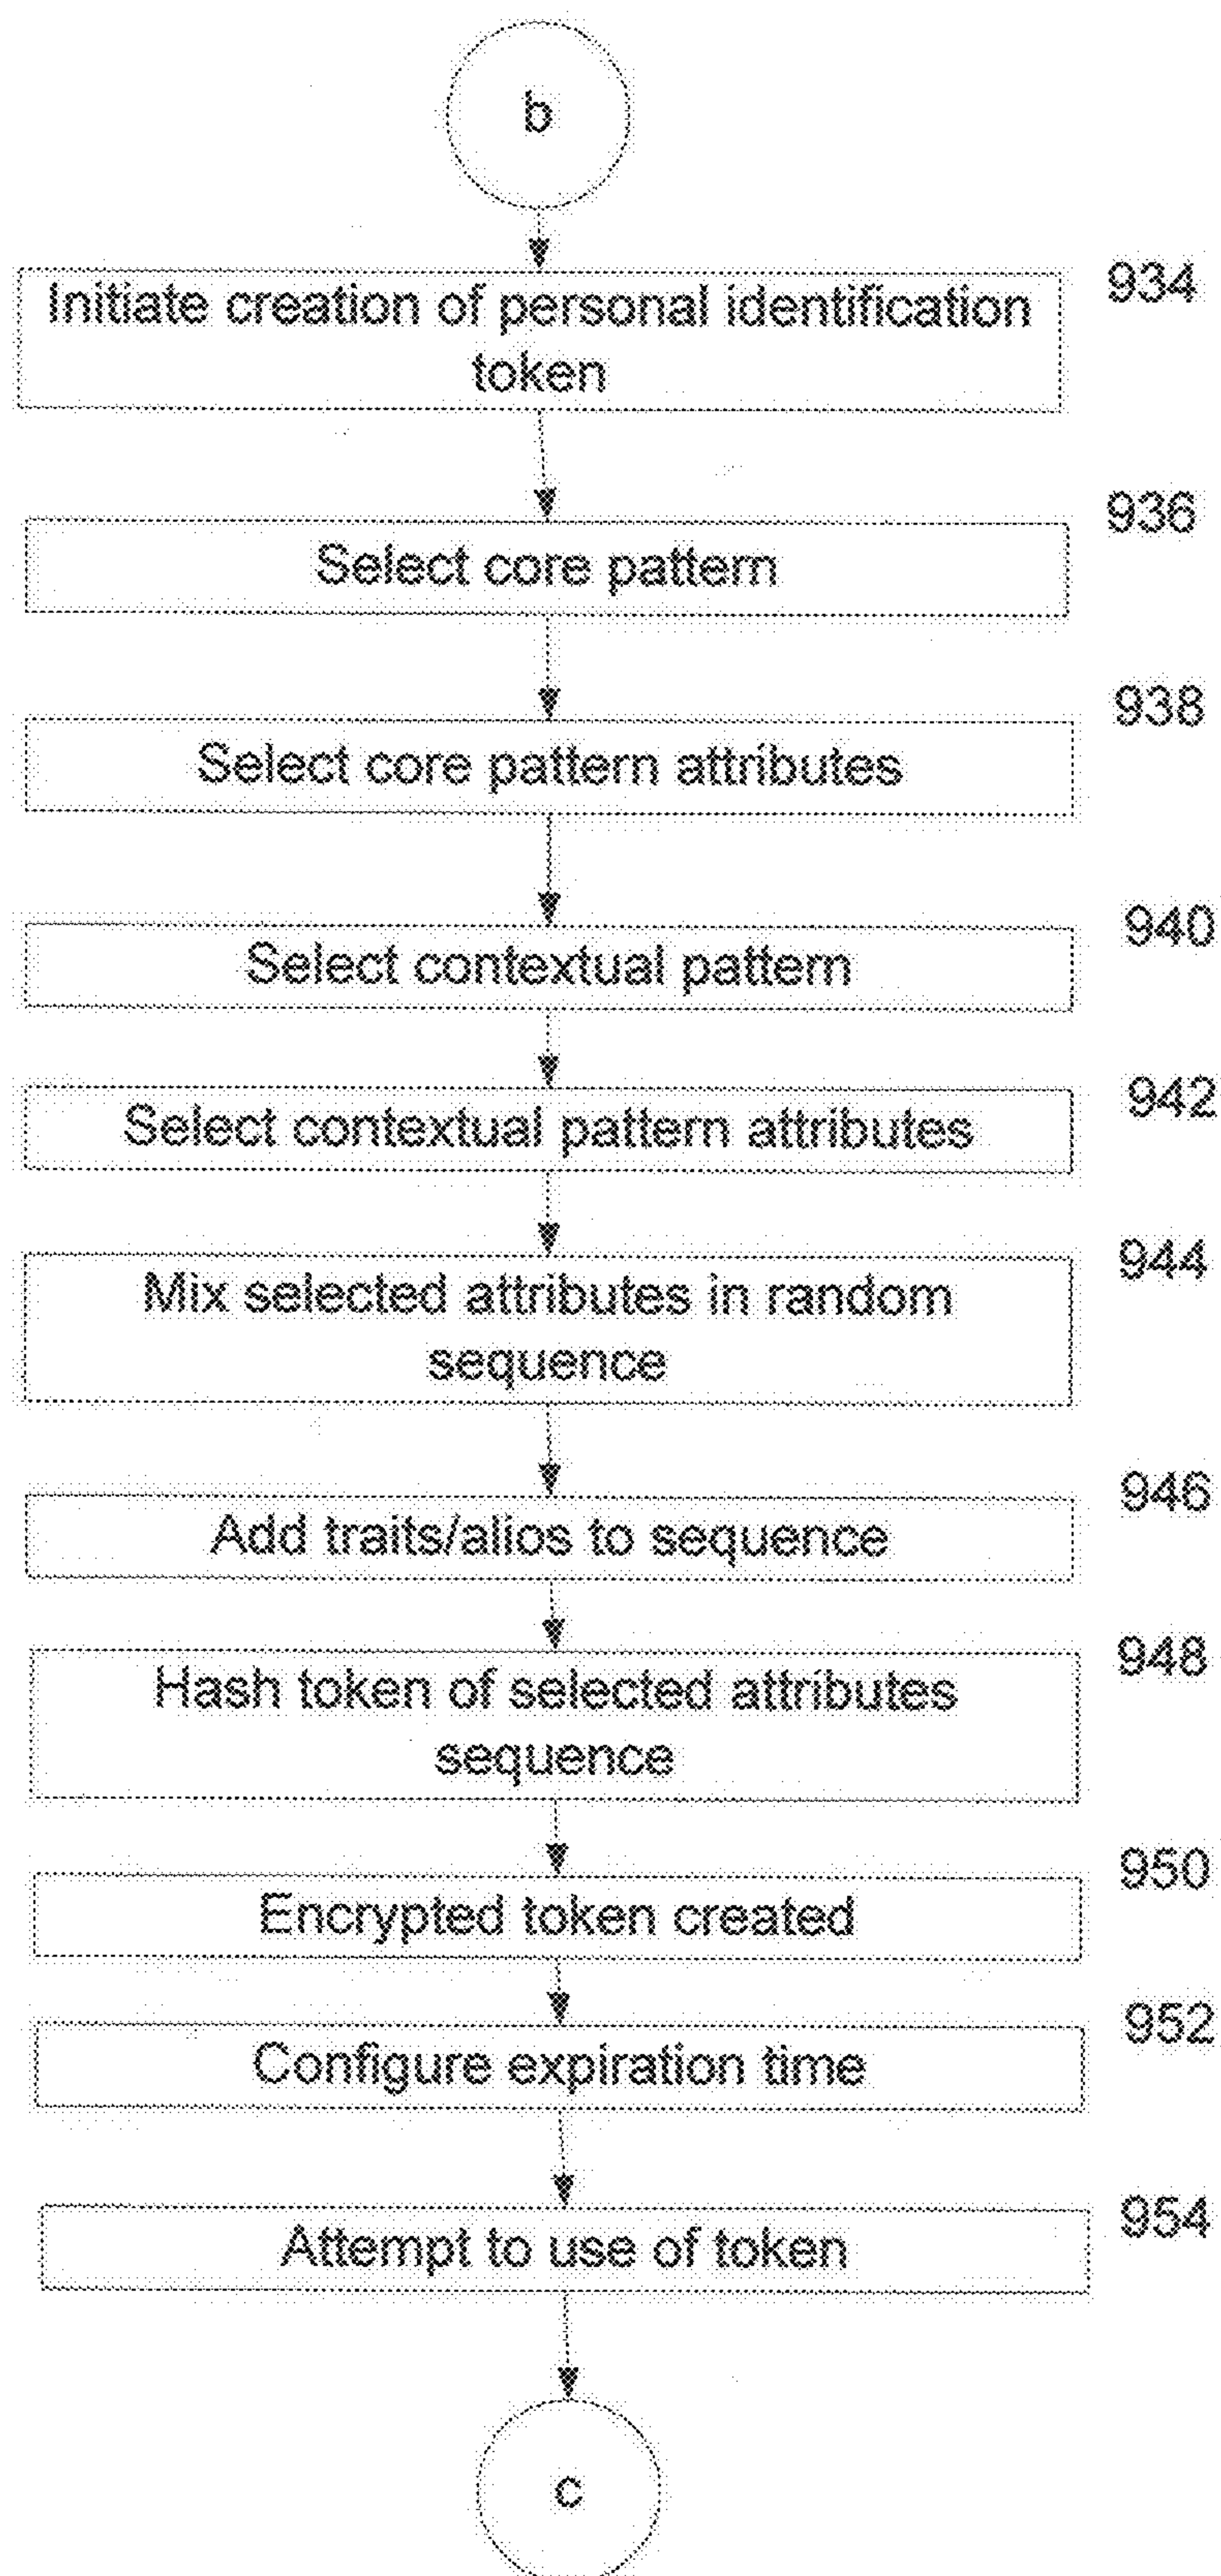 b
934
Initiate creation of personal identification
token
936
Select core pattern
938
Select core pattern attributes
940
Select contextual pattern
942
Select contextual pattern attributes
944
Mix selected attributes in random
sequence
946
Add traits/alios to sequence
948
Hash token of selected attributes
sequence
950
Encrypted token created
952
Configure expiration time
954
Attempt to use of token
c